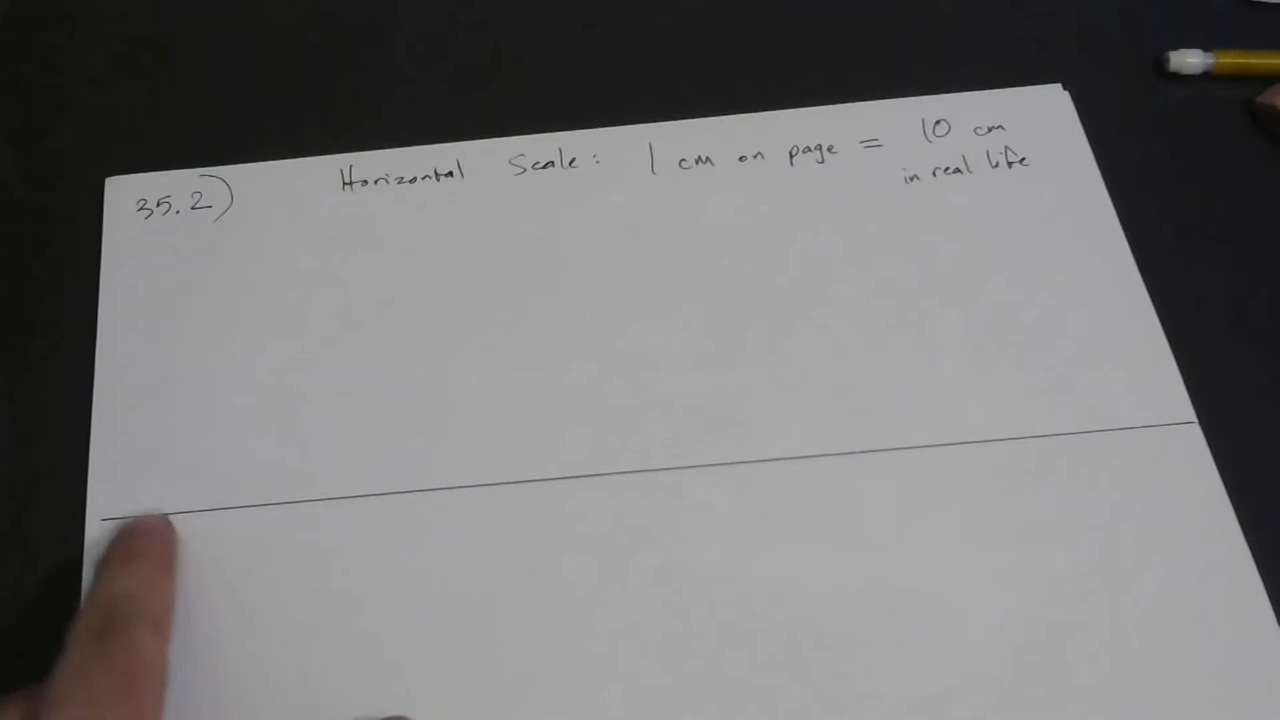 35.2) Horizontal Scale: 1 cm on page = 10 cm
in real life